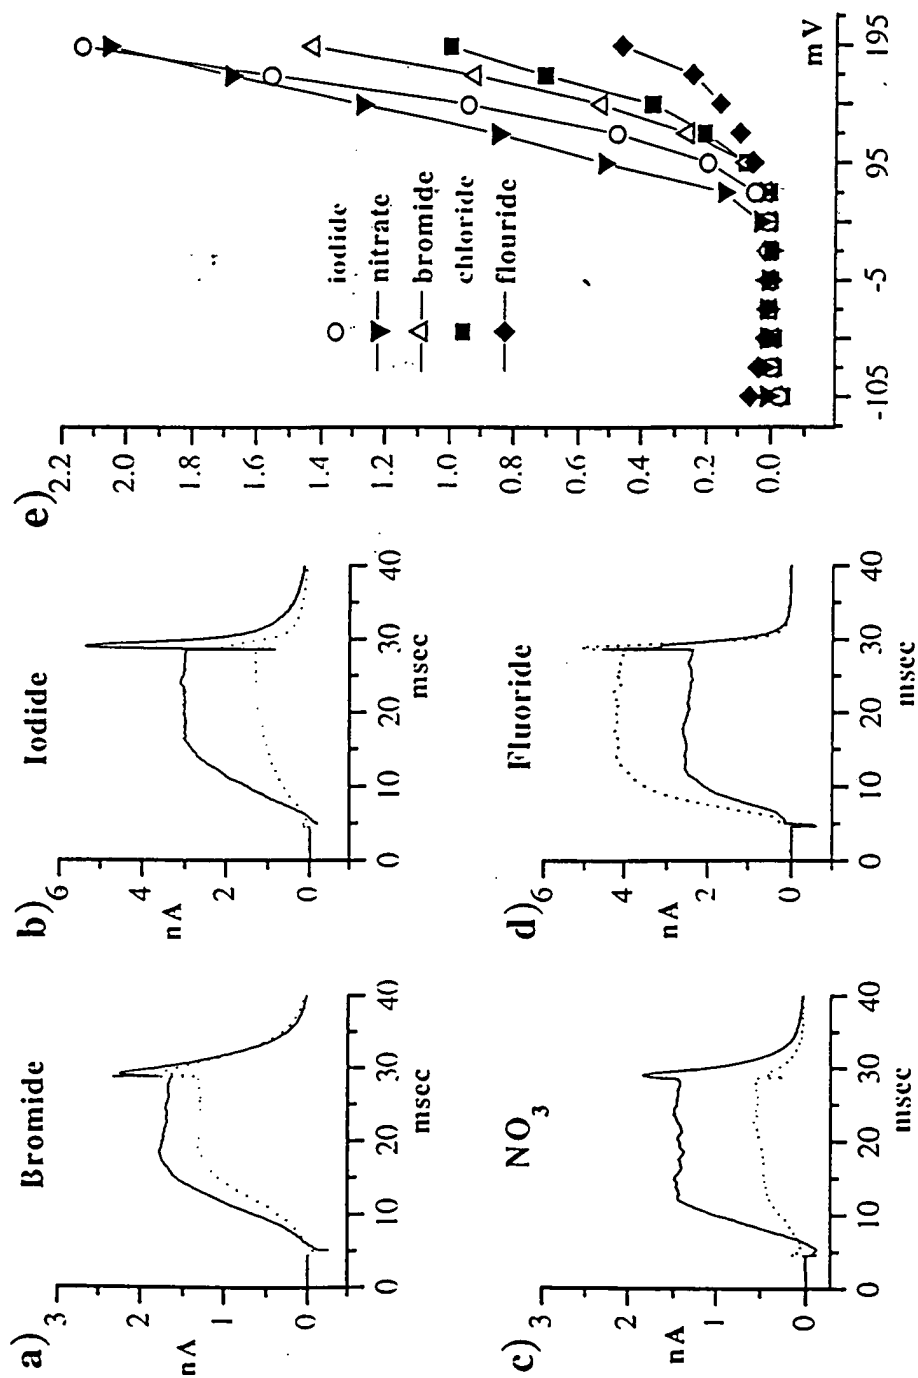 a)
Bromide
3
2
1
0
nA
0 10 20 30 40
msec
b)
Iodide
6
4
2
0
nA
0 10 20 30 40
msec
c)
NO3
3
2
1
0
nA
0 10 20 30 40
msec
d)
Fluoride
6
4
2
0
nA
0 10 20 30 40
msec
e)
2.2
2.0
1.8
1.6
1.4
1.2
1.0
0.8
0.6
0.4
0.2
0.0
iodide
nitrate
bromide
chloride
flouride
-105 -5 95 195
mV